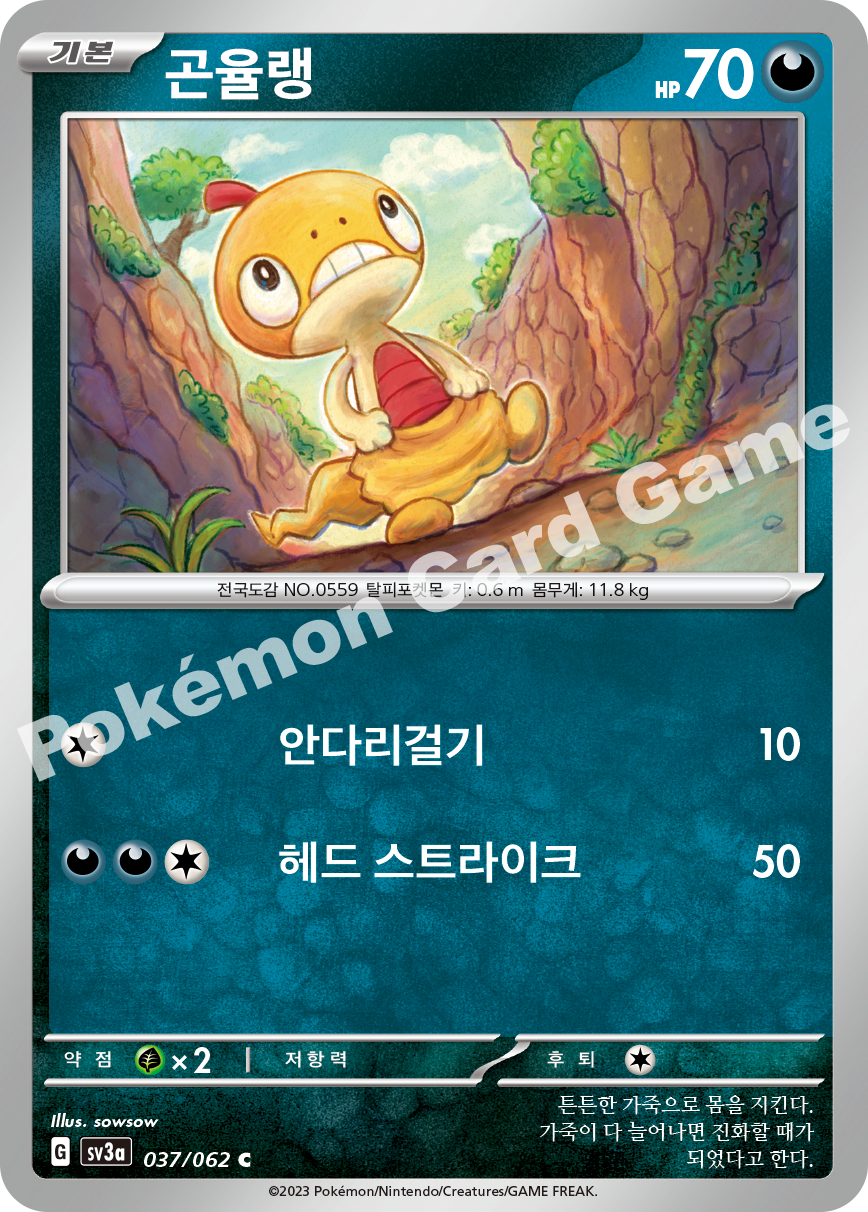 기본
곤율랭
HP 70
전국도감 NO.0559 탈피포켓몬 키: 0.6 m 몸무게: 11.8 kg
Pokémon Card Game
안다리걸기 10
헤드 스트라이크 50
약점 ×2 저항력 후퇴
튼튼한 가죽으로 몸을 지킨다.
가죽이 다 늘어나면 진화할 때가
되었다고 한다.
Illus. sowsow
G sv3a 037/062 C
©2023 Pokémon/Nintendo/Creatures/GAME FREAK.